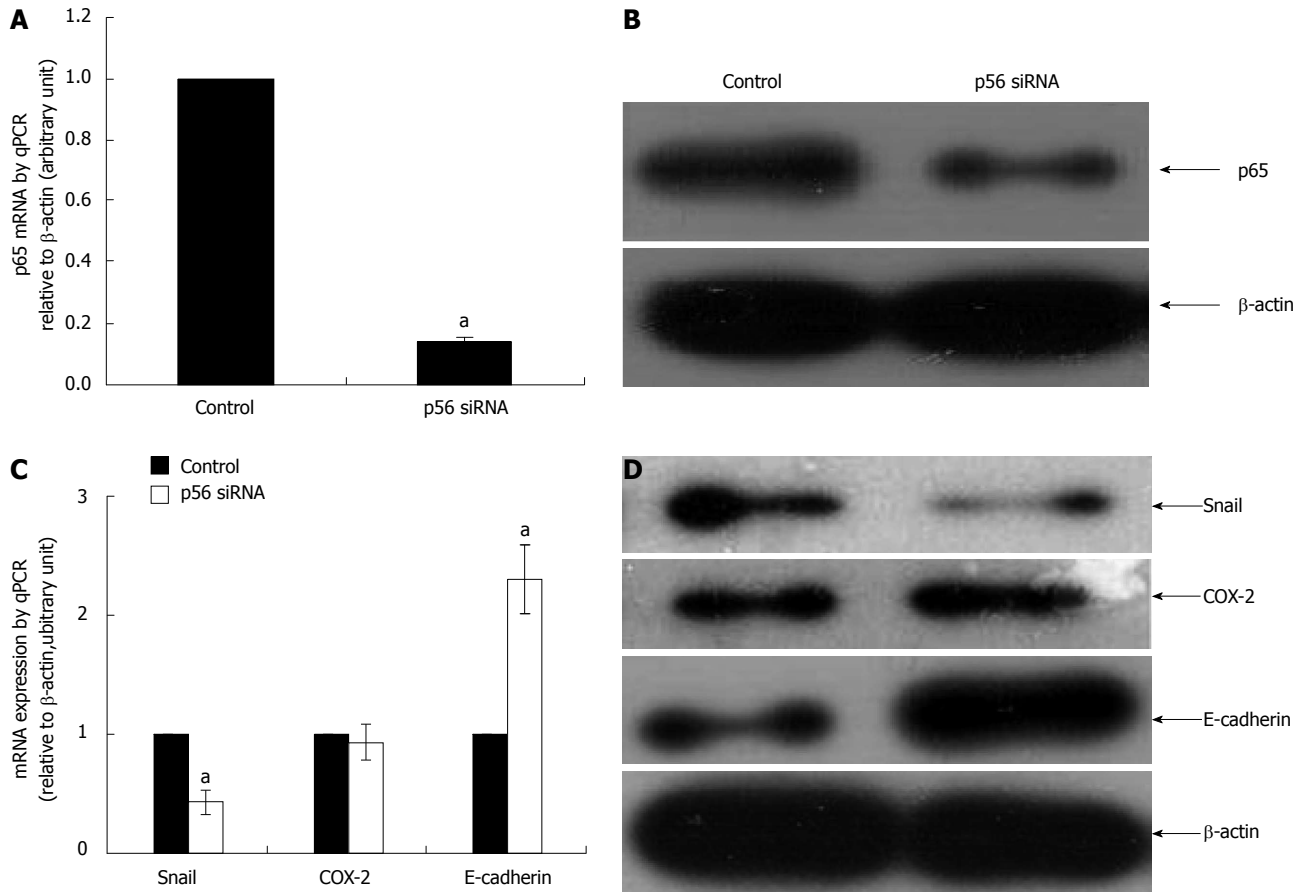 A
p65 mRNA by qPCR
relative to β-actin (arbitrary unit)
1.2
1.0
0.8
0.6
0.4
0.2
0.0
a
Control p56 siRNA
B
Control p56 siRNA
p65
β-actin
C
Control
p56 siRNA
mRNA expression by qPCR
(relative to β-actin,ubitrary unit)
3
2
1
0
a
a
Snail COX-2 E-cadherin
D
Snail
COX-2
E-cadherin
β-actin